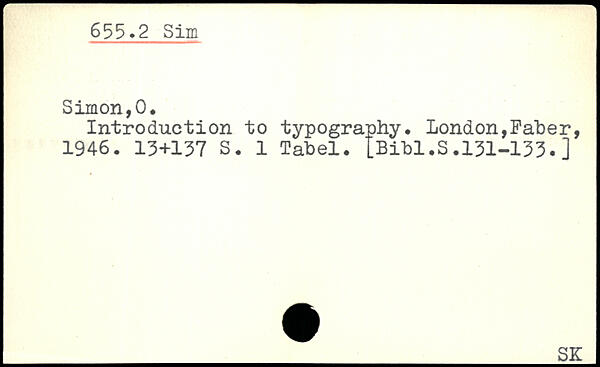 655.2 Sim
Simon,O.
Introduction to typography. London,Faber,
1946. 13+137 S. 1 Tabel. [Bibl.S.131-133.]
SK